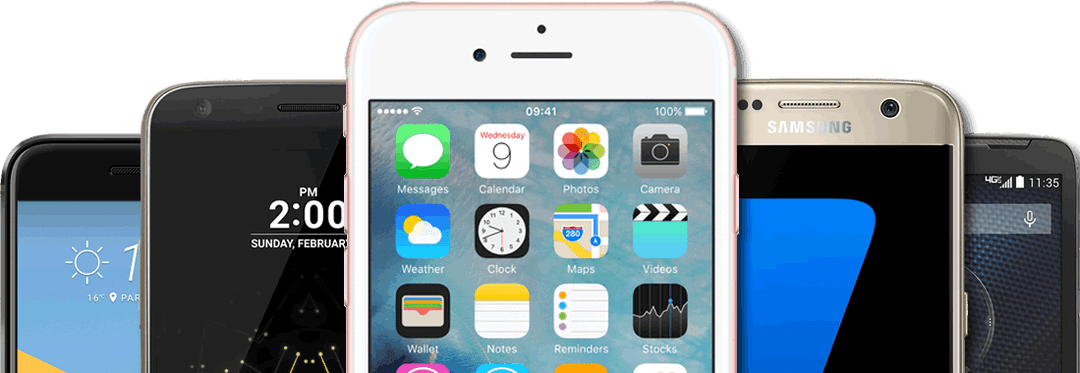 09:41 100%
Wednesday
9
Messages Calendar Photos Camera
280
Weather Clock Maps Videos
Wallet Notes Reminders Stocks
PM
2:00
SUNDAY, FEBRUARY
1
16°C
SAMSUNG
4G 11:35